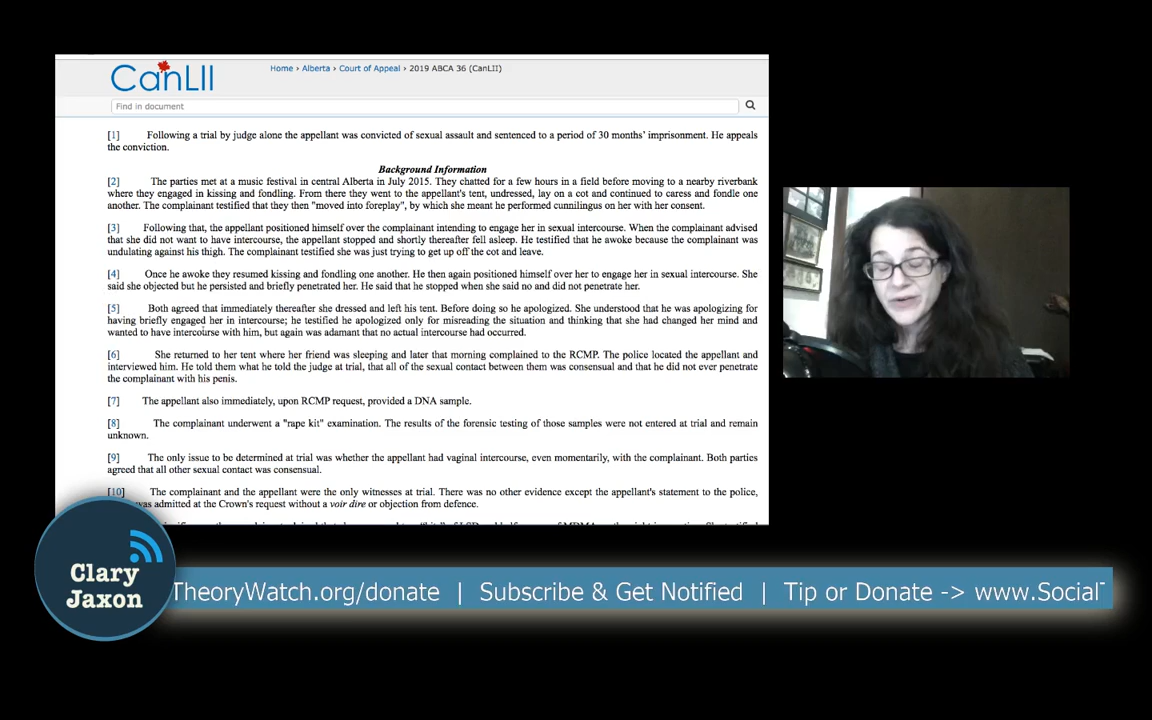 CanLII
Home › Alberta › Court of Appeal › 2019 ABCA 36 (CanLII)
Find in document
[1] Following a trial by judge alone the appellant was convicted of sexual assault and sentenced to a period of 30 months' imprisonment. He appeals
the conviction.
Background Information
[2] The parties met at a music festival in central Alberta in July 2015. They chatted for a few hours in a field before moving to a nearby riverbank
where they engaged in kissing and fondling. From there they went to the appellant's tent, undressed, lay on a cot and continued to caress and fondle one
another. The complainant testified that they then "moved into foreplay", by which she meant he performed cunnilingus on her with her consent.
[3] Following that, the appellant positioned himself over the complainant intending to engage her in sexual intercourse. When the complainant advised
that she did not want to have intercourse, the appellant stopped and shortly thereafter fell asleep. He testified that he awoke because the complainant was
undulating against his thigh. The complainant testified she was just trying to get up off the cot and leave.
[4] Once he awoke they resumed kissing and fondling one another. He then again positioned himself over her to engage her in sexual intercourse. She
said she objected but he persisted and briefly penetrated her. He said that he stopped when she said no and did not penetrate her.
[5] Both agreed that immediately thereafter she dressed and left his tent. Before doing so he apologized. She understood that he was apologizing for
having briefly engaged her in intercourse; he testified he apologized only for misreading the situation and thinking that she had changed her mind and
wanted to have intercourse with him, but again was adamant that no actual intercourse had occurred.
[6] She returned to her tent where her friend was sleeping and later that morning complained to the RCMP. The police located the appellant and
interviewed him. He told them what he told the judge at trial, that all of the sexual contact between them was consensual and that he did not ever penetrate
the complainant with his penis.
[7] The appellant also immediately, upon RCMP request, provided a DNA sample.
[8] The complainant underwent a "rape kit" examination. The results of the forensic testing of those samples were not entered at trial and remain
unknown.
[9] The only issue to be determined at trial was whether the appellant had vaginal intercourse, even momentarily, with the complainant. Both parties
agreed that all other sexual contact was consensual.
[10] The complainant and the appellant were the only witnesses at trial. There was no other evidence except the appellant's statement to the police,
was admitted at the Crown's request without a voir dire or objection from defence.
Clary
Jaxon
TheoryWatch.org/donate | Subscribe & Get Notified | Tip or Donate -> www.Social